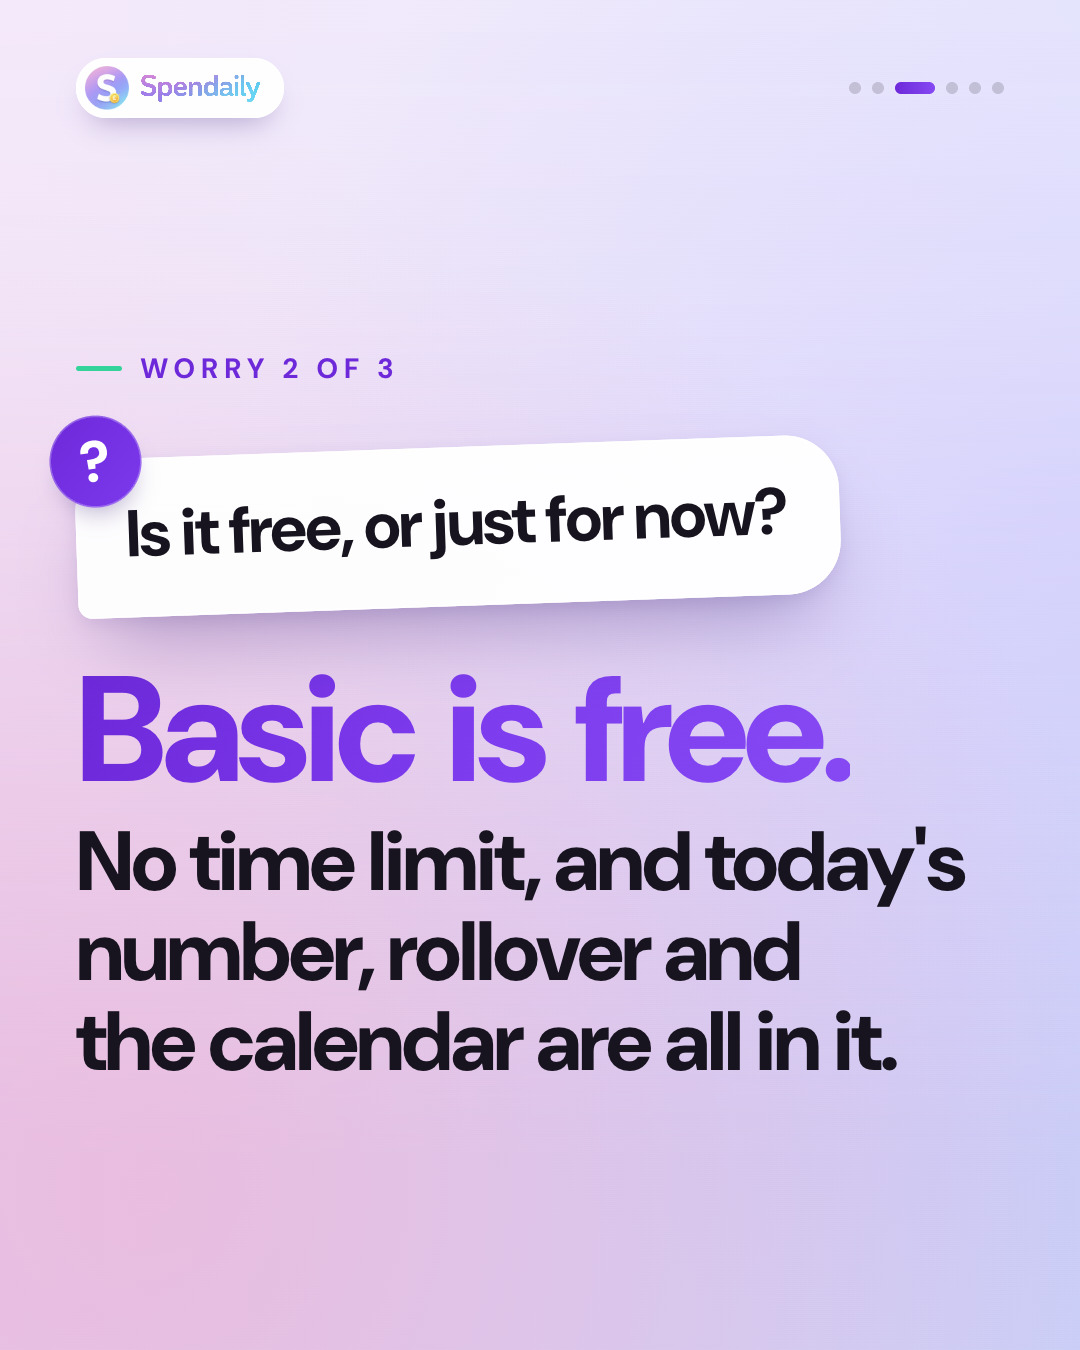 Spendaily
WORRY 2 OF 3
?
Is it free, or just for now?
Basic is free.
No time limit, and today's
number, rollover and
the calendar are all in it.